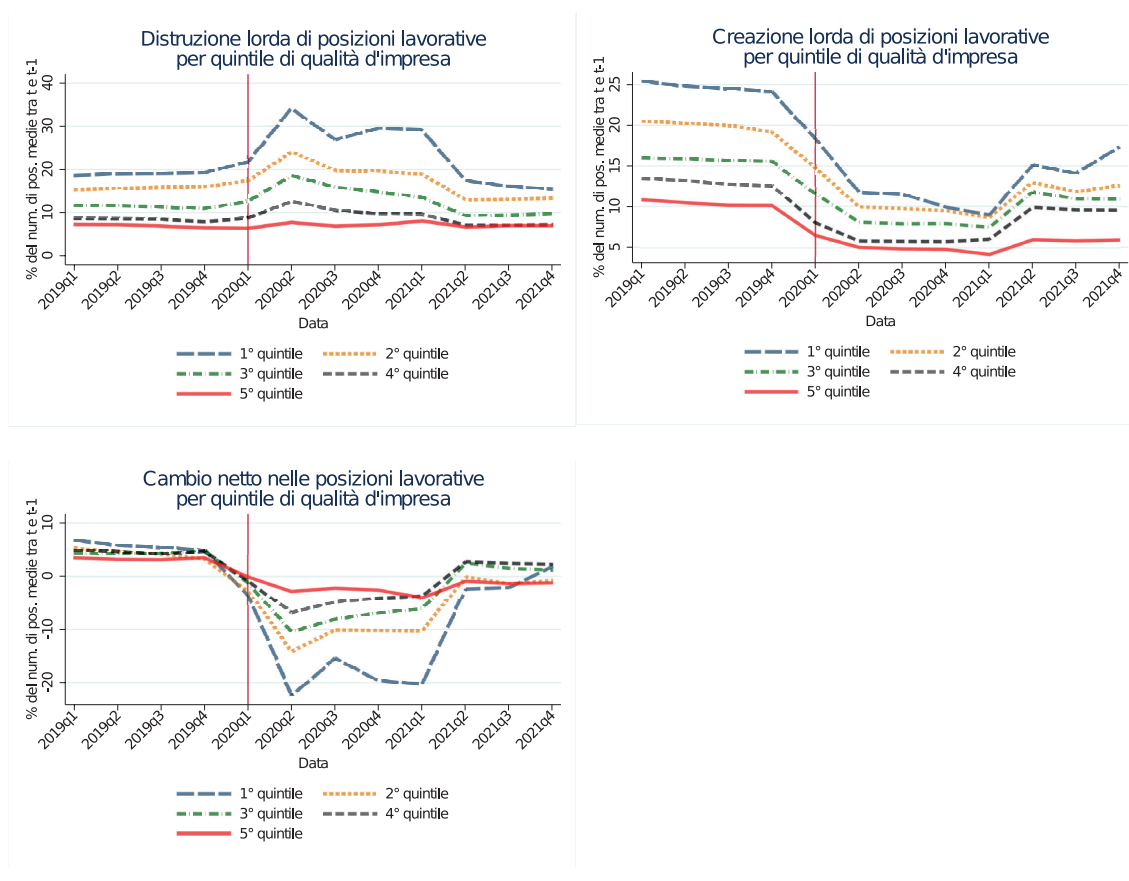 Distruzione lorda di posizioni lavorative
per quintile di qualità d'impresa
% del num. di pos. medie tra t e t-1
40
30
20
10
0
2019q1
2019q2
2019q3
2019q4
2020q1
2020q2
2020q3
2020q4
2021q1
2021q2
2021q3
2021q4
Data
1° quintile
2° quintile
3° quintile
4° quintile
5° quintile
Creazione lorda di posizioni lavorative
per quintile di qualità d'impresa
% del num. di pos. medie tra t e t-1
25
20
15
10
5
2019q1
2019q2
2019q3
2019q4
2020q1
2020q2
2020q3
2020q4
2021q1
2021q2
2021q3
2021q4
Data
1° quintile
2° quintile
3° quintile
4° quintile
5° quintile
Cambio netto nelle posizioni lavorative
per quintile di qualità d'impresa
% del num. di pos. medie tra t e t-1
10
0
-10
-20
2019q1
2019q2
2019q3
2019q4
2020q1
2020q2
2020q3
2020q4
2021q1
2021q2
2021q3
2021q4
Data
1° quintile
2° quintile
3° quintile
4° quintile
5° quintile